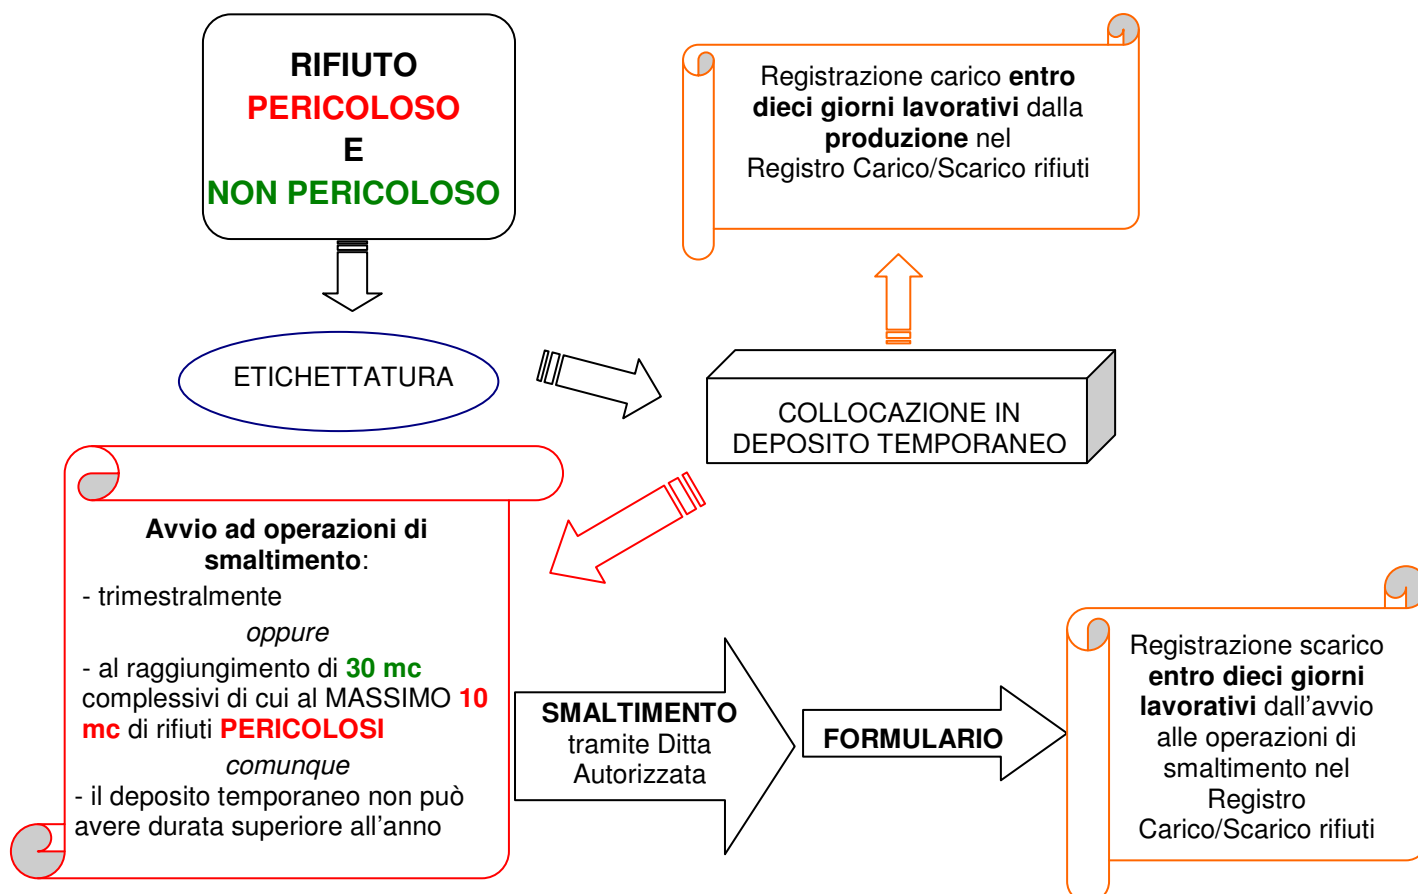 RIFIUTO
PERICOLOSO
E
NON PERICOLOSO
Registrazione carico entro
dieci giorni lavorativi dalla
produzione nel
Registro Carico/Scarico rifiuti
ETICHETTATURA
COLLOCAZIONE IN
DEPOSITO TEMPORANEO
Avvio ad operazioni di
smaltimento:
- trimestralmente
oppure
- al raggiungimento di 30 mc
complessivi di cui al MASSIMO 10
mc di rifiuti PERICOLOSI
comunque
- il deposito temporaneo non può
avere durata superiore all'anno
SMALTIMENTO
tramite Ditta
Autorizzata
FORMULARIO
Registrazione scarico
entro dieci giorni
lavorativi dall'avvio
alle operazioni di
smaltimento nel
Registro
Carico/Scarico rifiuti